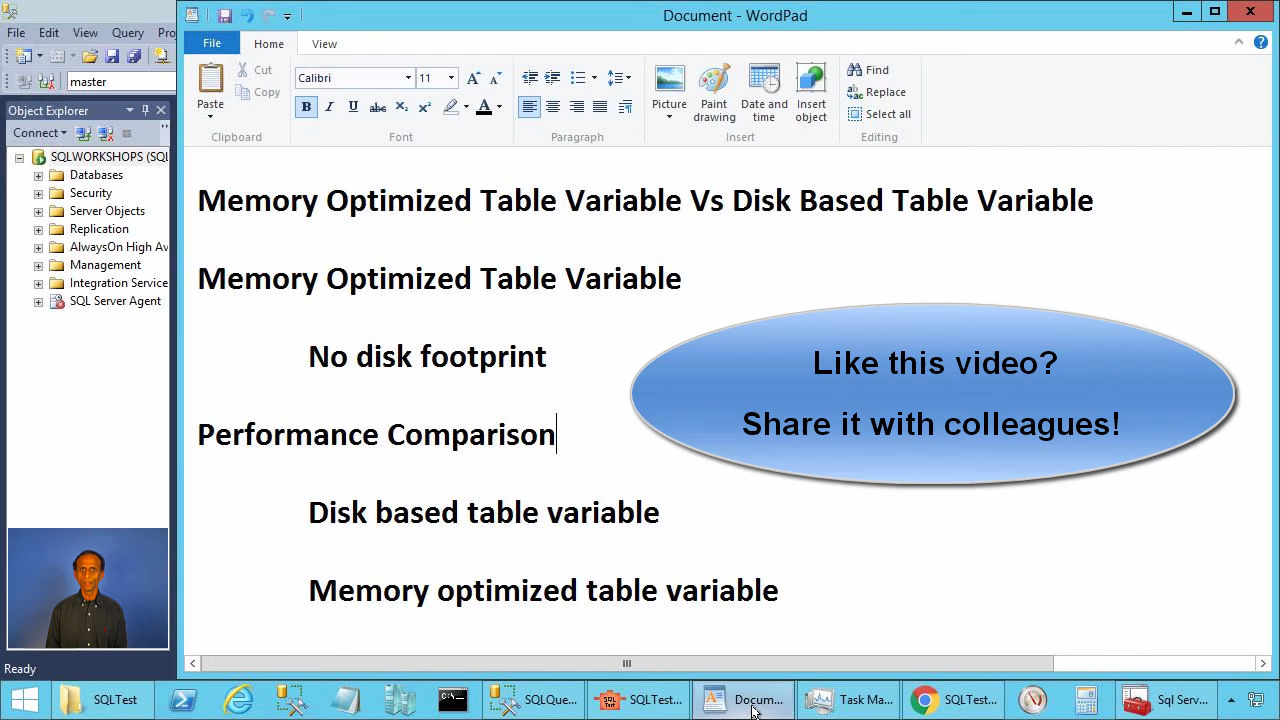 Document - WordPad
File Edit View Query Pro
File Home View
master
Calibri 11
Cut
Copy
Paste
Picture
Paint drawing
Date and time
Insert object
Find
Replace
Select all
Clipboard Font Paragraph Insert Editing
Object Explorer
Connect
SQLWORKSHOPS (SQL
Databases
Security
Server Objects
Replication
AlwaysOn High Av
Management
Integration Service
SQL Server Agent
Memory Optimized Table Variable Vs Disk Based Table Variable
Memory Optimized Table Variable
No disk footprint
Performance Comparison
Disk based table variable
Memory optimized table variable
Like this video?
Share it with colleagues!
Ready
SQLTest SQLQue... SQLTest... Docum... Task Ma... SQLTest... Sql Serv...